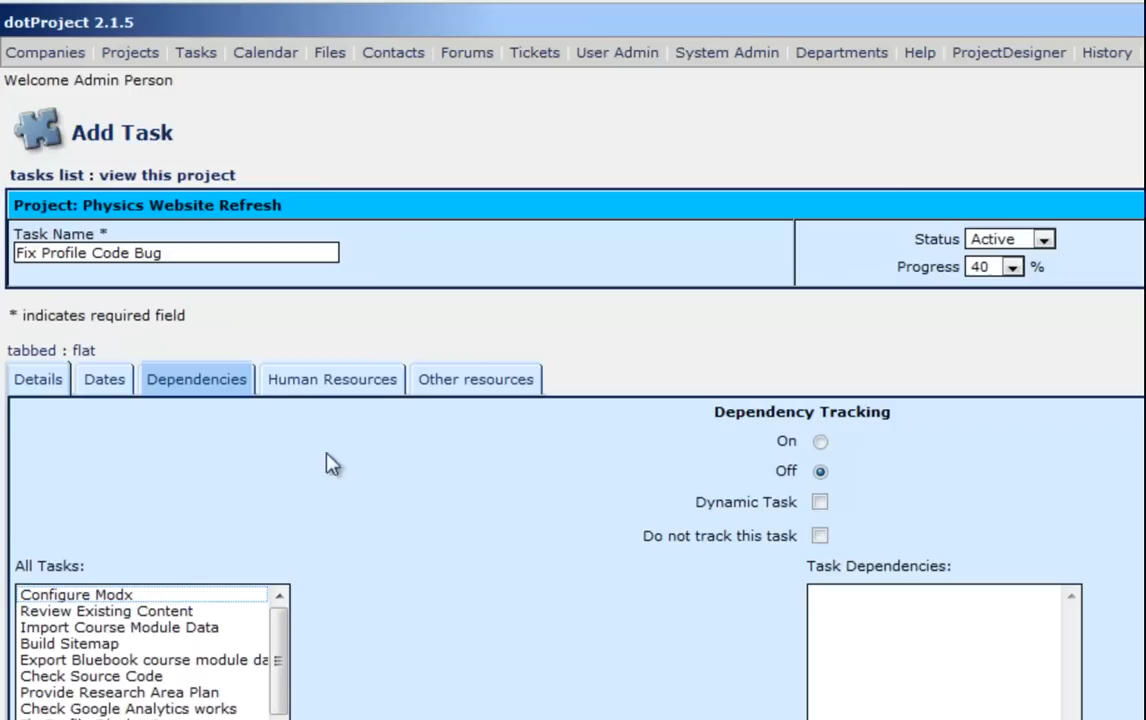 dotProject 2.1.5
Companies Projects Tasks Calendar Files Contacts Forums Tickets User Admin System Admin Departments Help ProjectDesigner History
Welcome Admin Person
Add Task
tasks list : view this project
Project: Physics Website Refresh
Task Name *
Fix Profile Code Bug
Status Active
Progress 40 %
* indicates required field
tabbed : flat
Details Dates Dependencies Human Resources Other resources
Dependency Tracking
On
Off
Dynamic Task
Do not track this task
All Tasks:
Task Dependencies:
Configure Modx
Review Existing Content
Import Course Module Data
Build Sitemap
Export Bluebook course module da
Check Source Code
Provide Research Area Plan
Check Google Analytics works